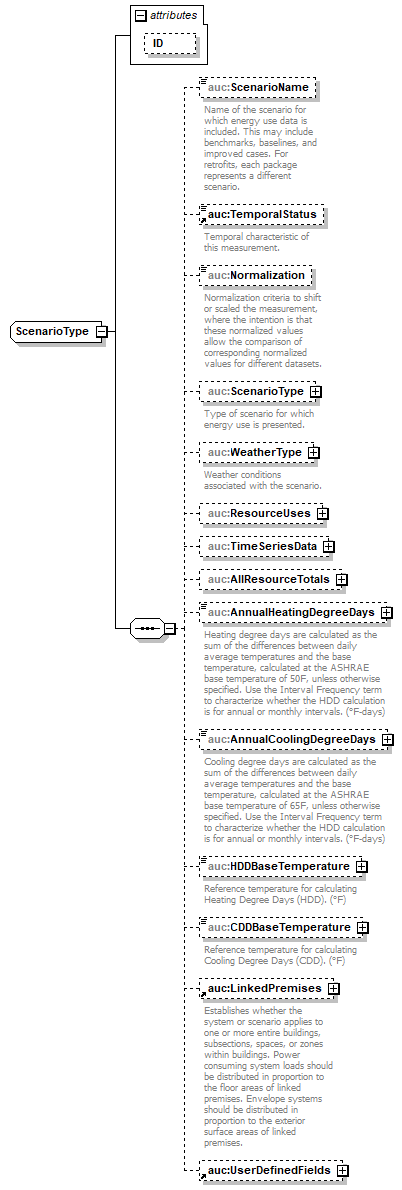 attributes
ID
auc:ScenarioName
Name of the scenario for
which energy use data is
included. This may include
benchmarks, baselines, and
improved cases. For
retrofits, each package
represents a different
scenario.
auc:TemporalStatus
Temporal characteristic of
this measurement.
auc:Normalization
Normalization criteria to shift
or scaled the measurement,
where the intention is that
these normalized values
allow the comparison of
corresponding normalized
values for different datasets.
ScenarioType
auc:ScenarioType
Type of scenario for which
energy use is presented.
auc:WeatherType
Weather conditions
associated with the scenario.
auc:ResourceUses
auc:TimeSeriesData
auc:AllResourceTotals
auc:AnnualHeatingDegreeDays
Heating degree days are calculated as the
sum of the differences between daily
average temperatures and the base
temperature, calculated at the ASHRAE
base temperature of 50F, unless otherwise
specified. Use the Interval Frequency term
to characterize whether the HDD calculation
is for annual or monthly intervals. (°F-days)
auc:AnnualCoolingDegreeDays
Cooling degree days are calculated as the
sum of the differences between daily
average temperatures and the base
temperature, calculated at the ASHRAE
base temperature of 65F, unless otherwise
specified. Use the Interval Frequency term
to characterize whether the HDD calculation
is for annual or monthly intervals. (°F-days)
auc:HDDBaseTemperature
Reference temperature for calculating
Heating Degree Days (HDD). (°F)
auc:CDDBaseTemperature
Reference temperature for calculating
Cooling Degree Days (CDD). (°F)
auc:LinkedPremises
Establishes whether the
system or scenario applies to
one or more entire buildings,
subsections, spaces, or zones
within buildings. Power
consuming system loads should
be distributed in proportion to
the floor areas of linked
premises. Envelope systems
should be distributed in
proportion to the exterior
surface areas of linked
premises.
auc:UserDefinedFields